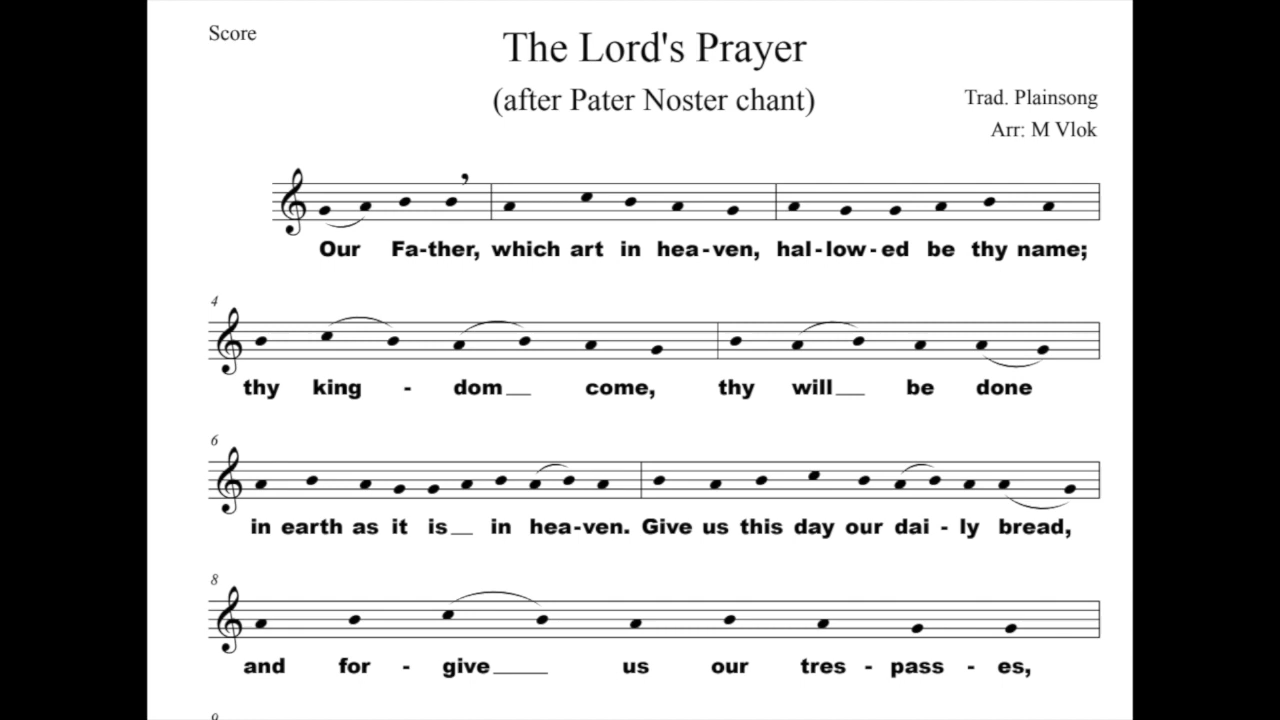 Score
The Lord's Prayer
(after Pater Noster chant)
Trad. Plainsong
Arr: M Vlok
Our Fa-ther, which art in hea-ven, hal-low-ed be thy name;
4
thy king - dom__ come, thy will__ be done
6
in earth as it is__ in hea-ven. Give us this day our dai - ly bread,
8
and for - give____ us our tres - pass - es,